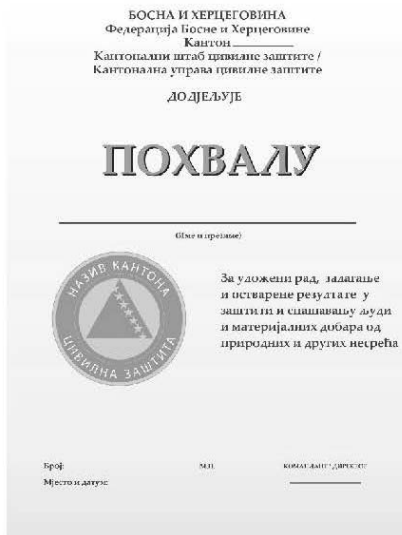 БОСНА И ХЕРЦЕГОВИНА
Федерација Босне и Херцеговине
Кантон
Кантонални штаб цивилне заштите /
Кантонална управа цивилне заштите
ДОДЈЕЉУЈЕ
ПОХВАЛУ
(Име и презиме)
НАЗИВ КАНТОНА
ЦИВИЛНА ЗАШТИТА
За уложени рад, залагање
и остварене резултате у
заштити и спашавању људи
и материјалних добара од
природних и других несрећа
Број:
М.П.
КОМАНДАНТ/ДИРЕКТОР
Мјесто и датум: